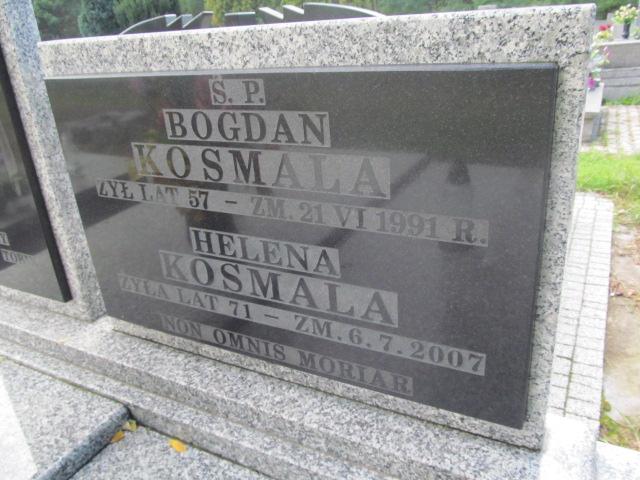 S. P.
BOGDAN
KOSMALA
ŻYŁ LAT 57 – ZM. 21 VI 1991 R.
HELENA
KOSMALA
ŻYŁA LAT 71 – ZM. 6. 7. 2007
NON OMNIS MORIAR